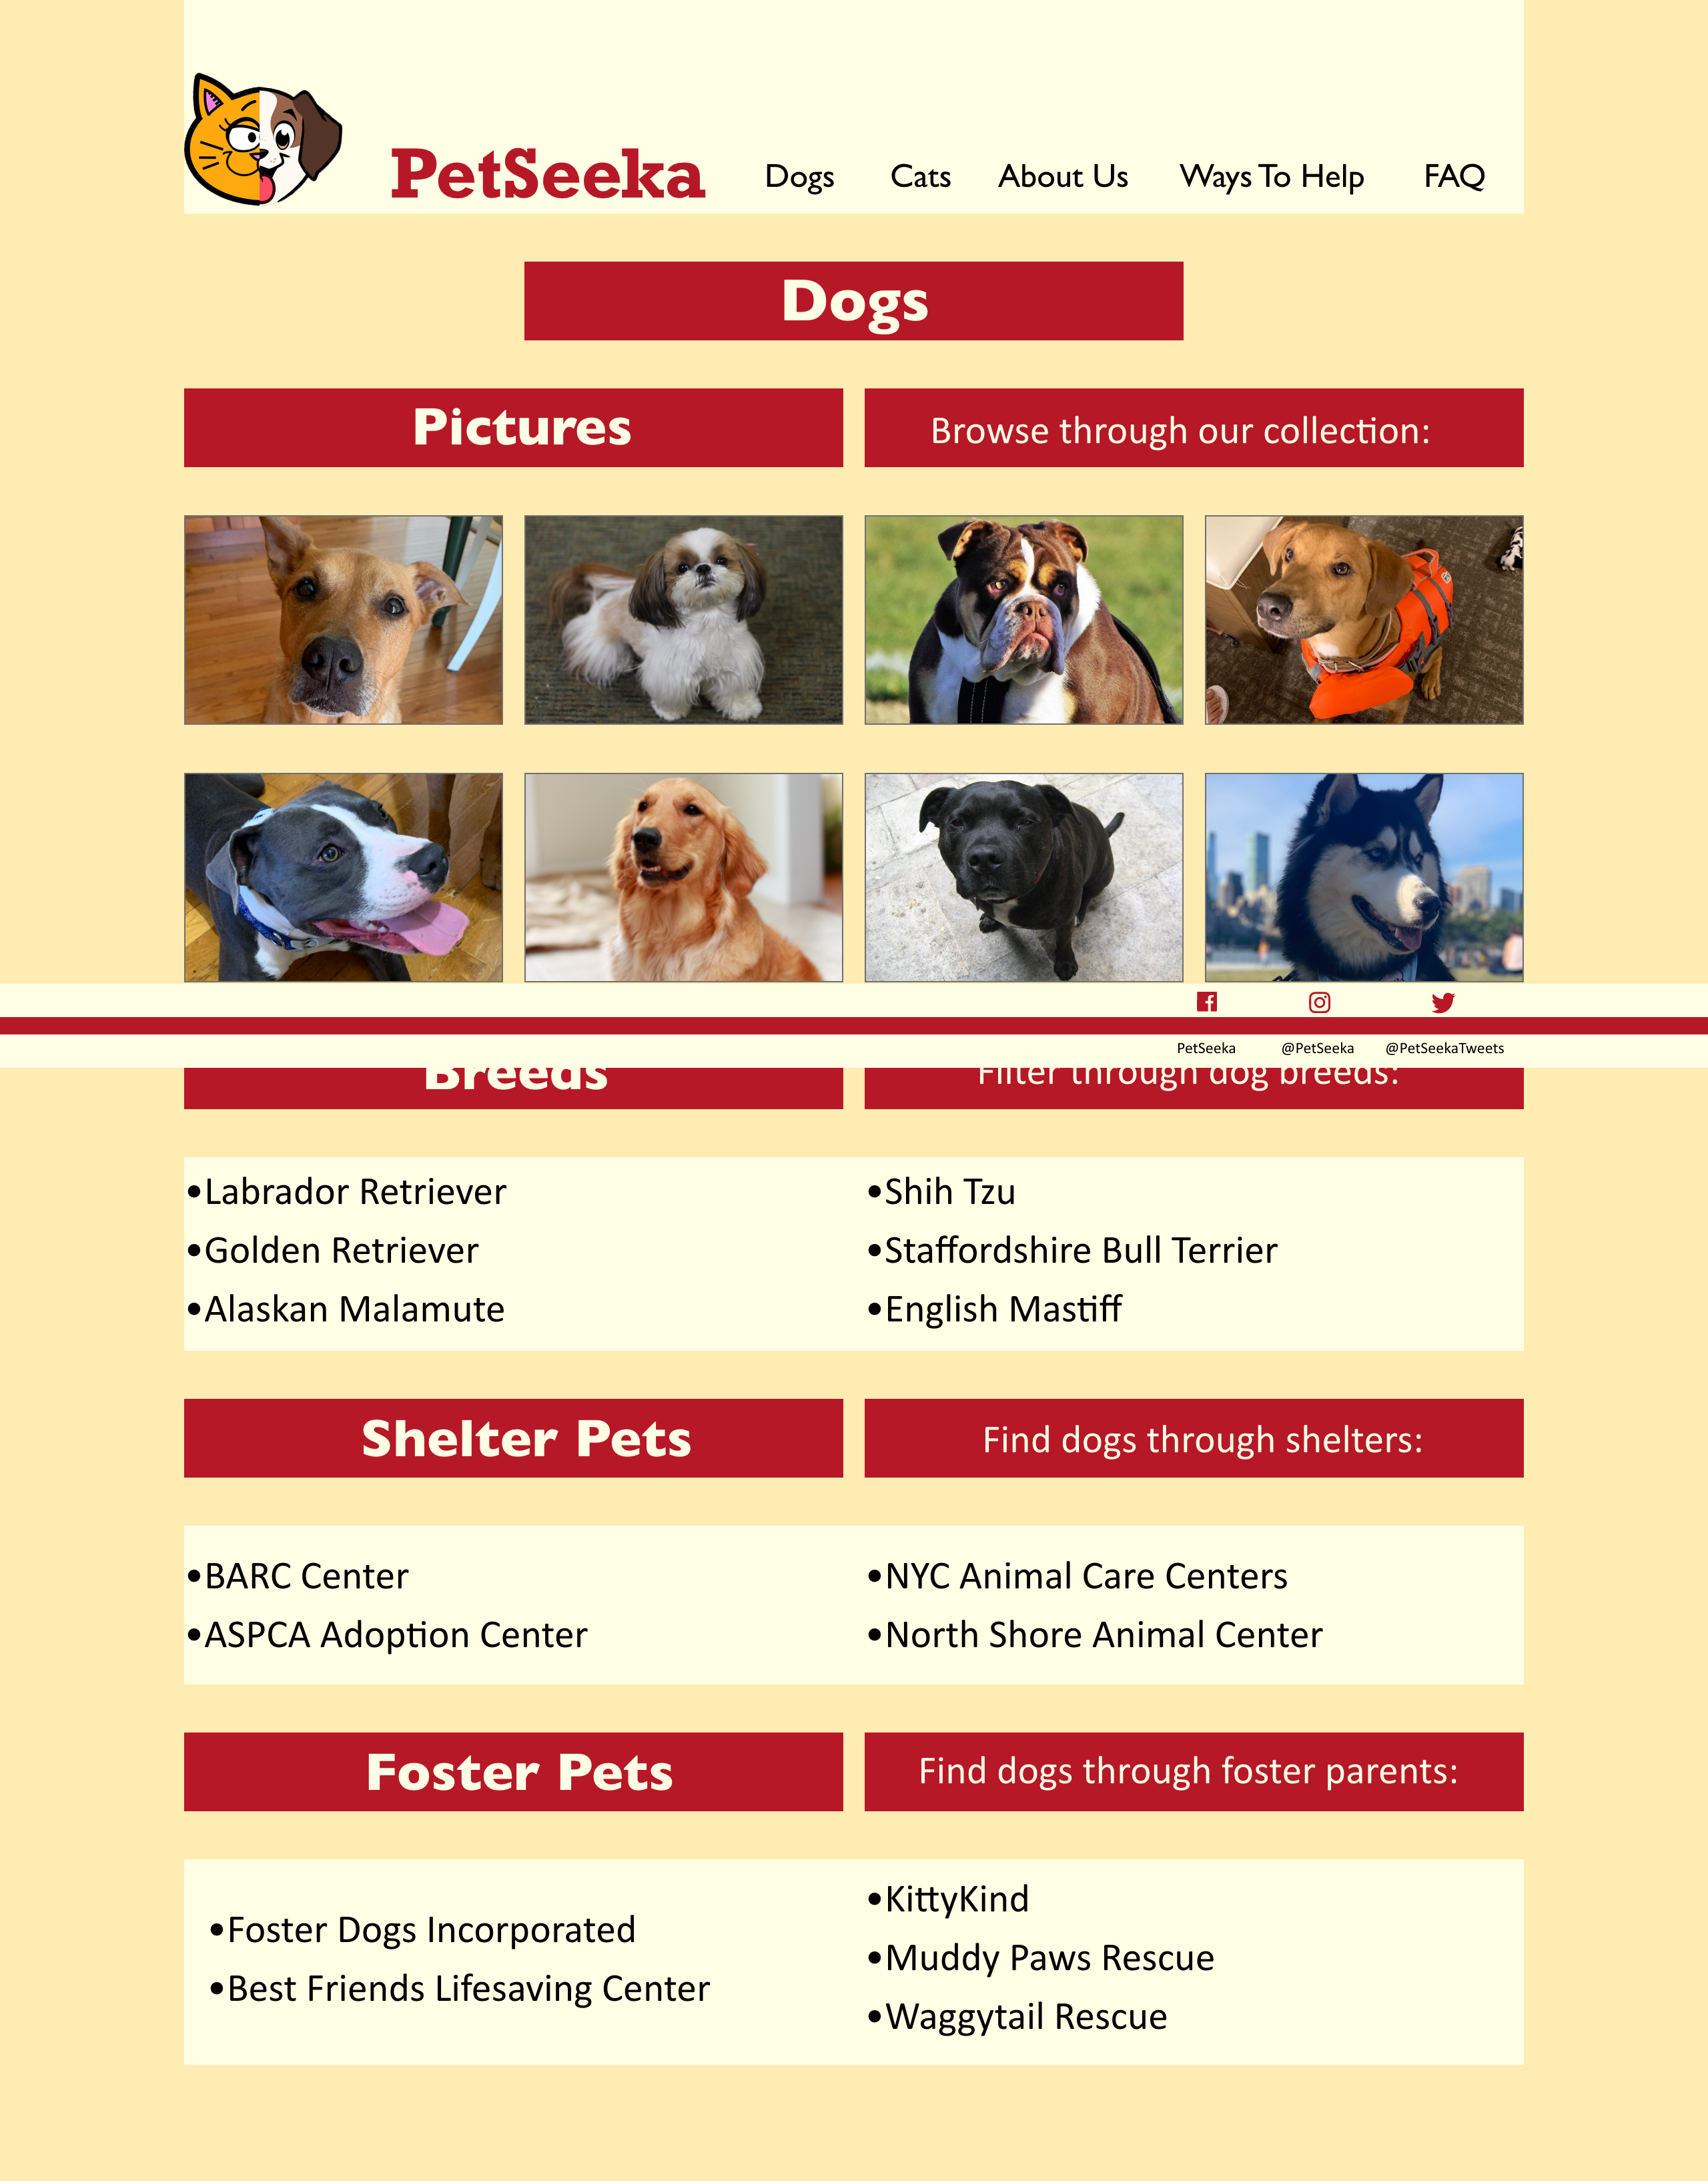 PetSeeka
Dogs
Cats
About Us
Ways To Help
FAQ
Dogs
Pictures
Browse through our collection:
PetSeeka
@PetSeeka
@PetSeekaTweets
Breeds
Filter through dog breeds:
•Labrador Retriever
•Golden Retriever
•Alaskan Malamute
•Shih Tzu
•Staffordshire Bull Terrier
•English Mastiff
Shelter Pets
Find dogs through shelters:
•BARC Center
•ASPCA Adoption Center
•NYC Animal Care Centers
•North Shore Animal Center
Foster Pets
Find dogs through foster parents:
•Foster Dogs Incorporated
•Best Friends Lifesaving Center
•KittyKind
•Muddy Paws Rescue
•Waggytail Rescue